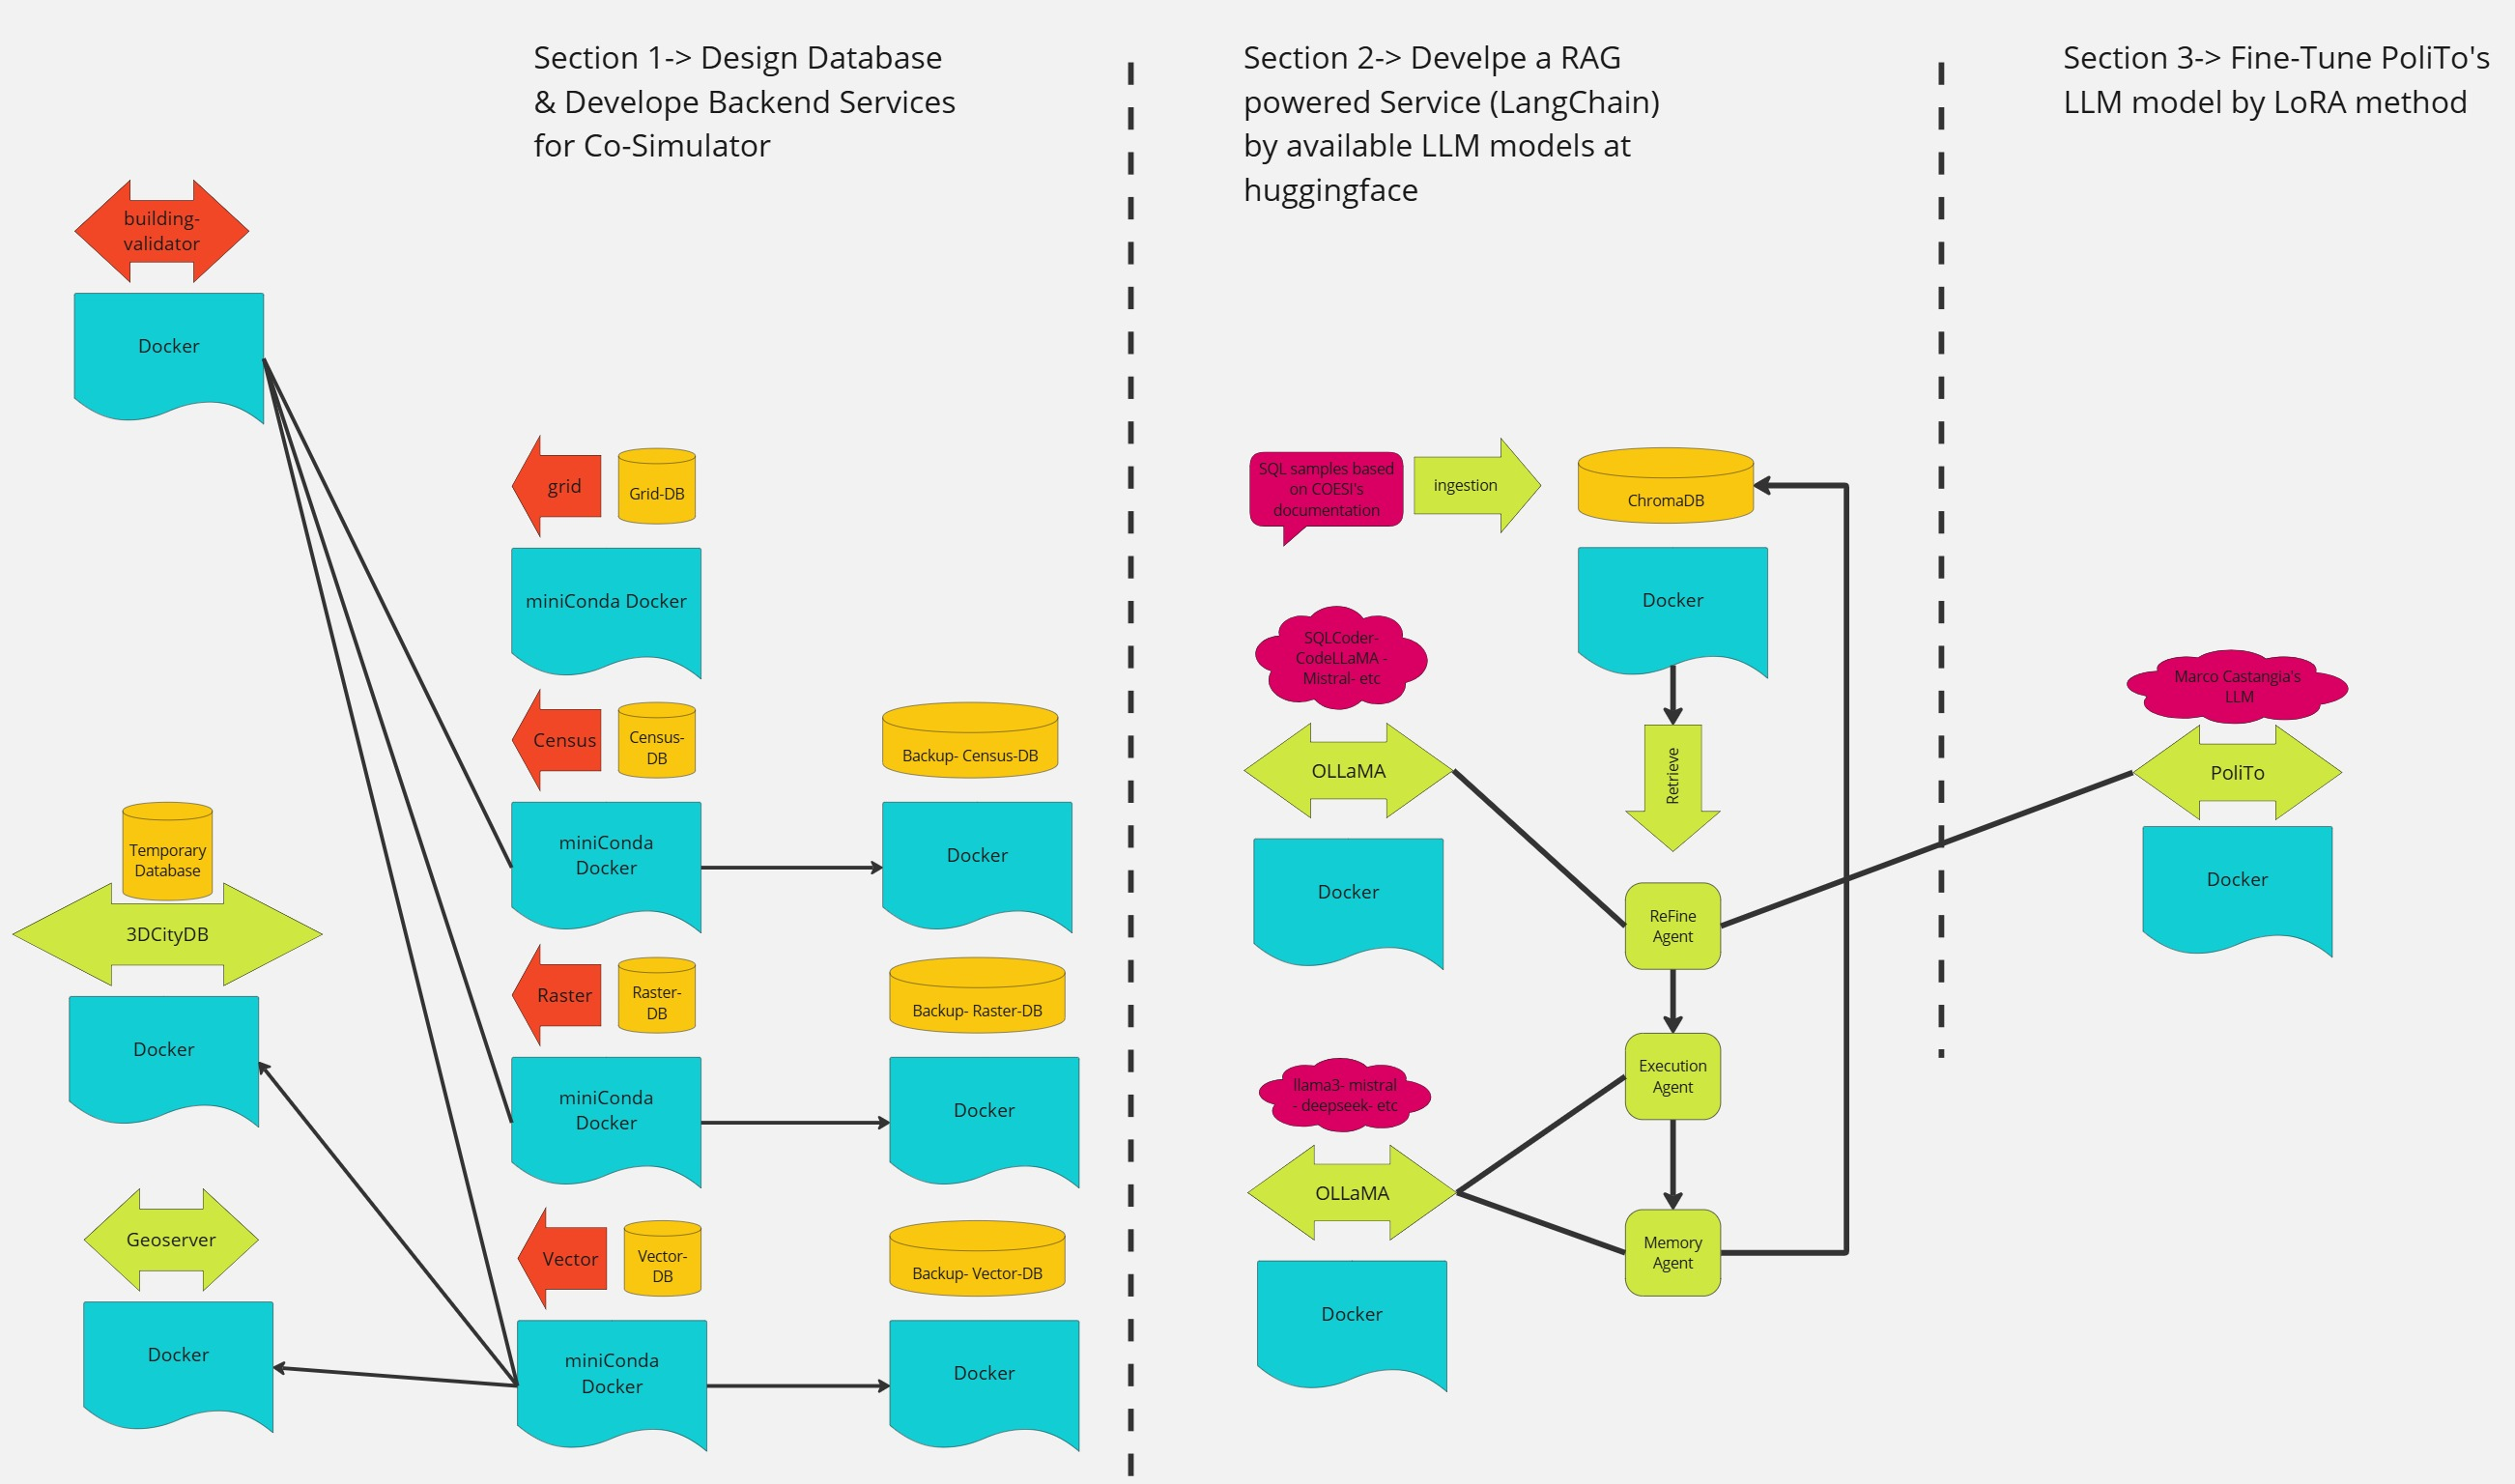 Section 1-> Design Database
& Develope Backend Services
for Co-Simulator
Section 2-> Develpe a RAG
powered Service (LangChain)
by available LLM models at
huggingface
Section 3-> Fine-Tune PoliTo's
LLM model by LoRA method
building-
validator
Docker
grid
Grid-DB
miniConda Docker
Census
Census-
DB
Backup- Census-DB
miniConda
Docker
Docker
Temporary
Database
3DCityDB
Docker
Raster
Raster-
DB
Backup- Raster-DB
miniConda
Docker
Docker
Geoserver
Docker
Vector
Vector-
DB
Backup- Vector-DB
miniConda
Docker
Docker
SQL samples based
on COESI's
documentation
ingestion
ChromaDB
Docker
SQLCoder-
CodeLLaMA -
Mistral- etc
OLLaMA
Docker
Retrieve
ReFine
Agent
Execution
Agent
Memory
Agent
llama3- mistral
- deepseek- etc
OLLaMA
Docker
Marco Castangia's
LLM
PoliTo
Docker